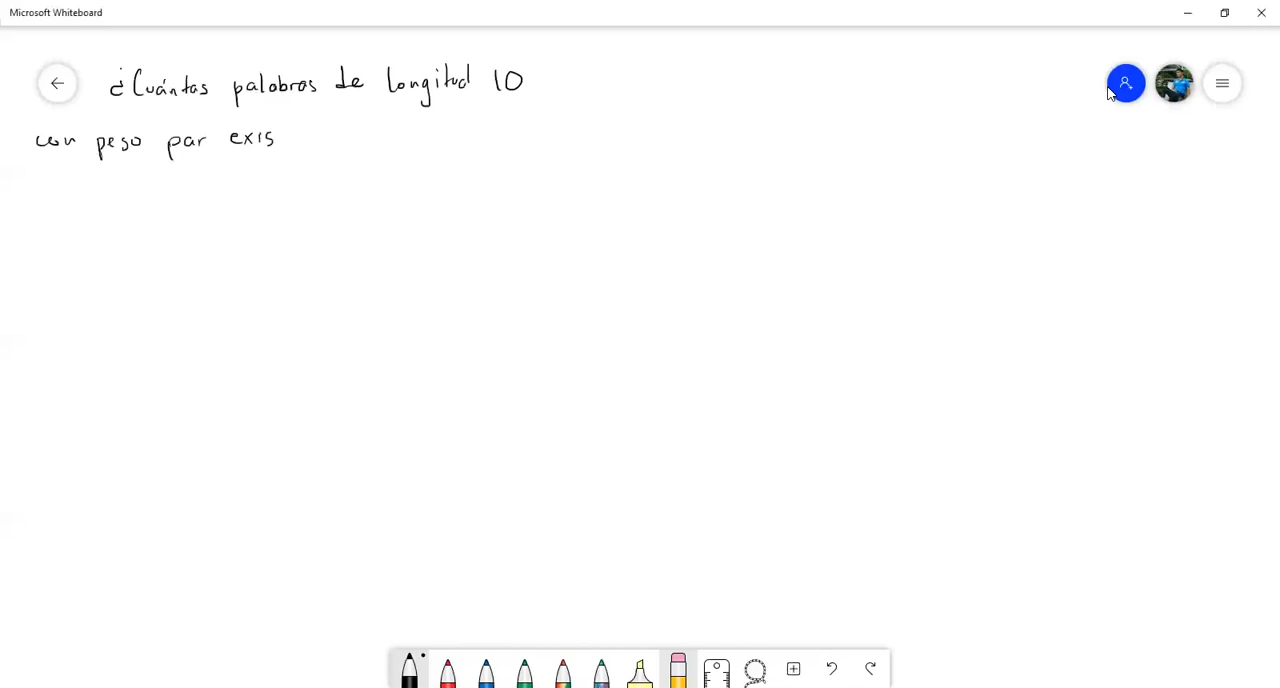 Microsoft Whiteboard
¿Cuántas palabras de longitud 10
con peso par exis